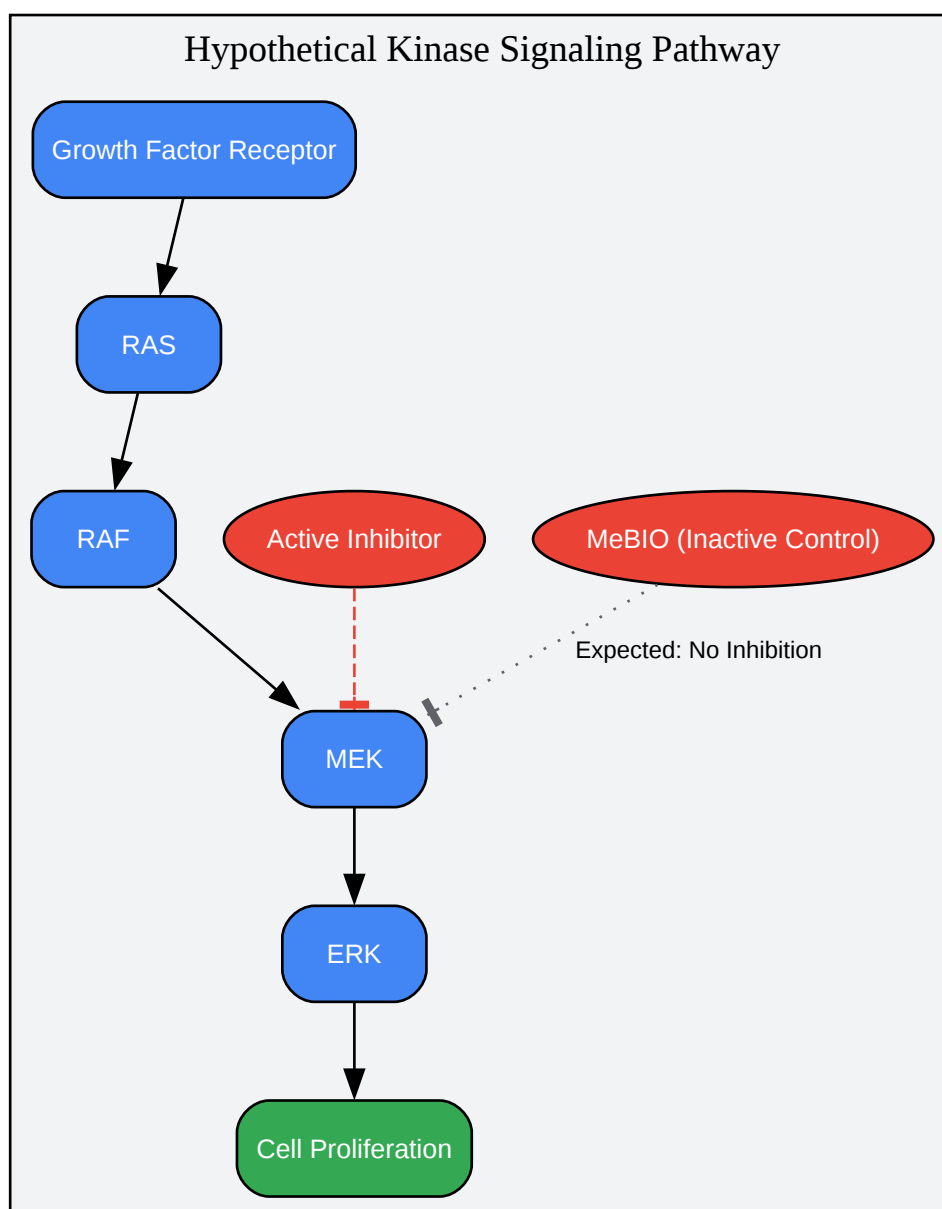 Hypothetical Kinase Signaling Pathway
Growth Factor Receptor
RAS
RAF
Active Inhibitor
MeBIO (Inactive Control)
Expected: No Inhibition
MEK
ERK
Cell Proliferation